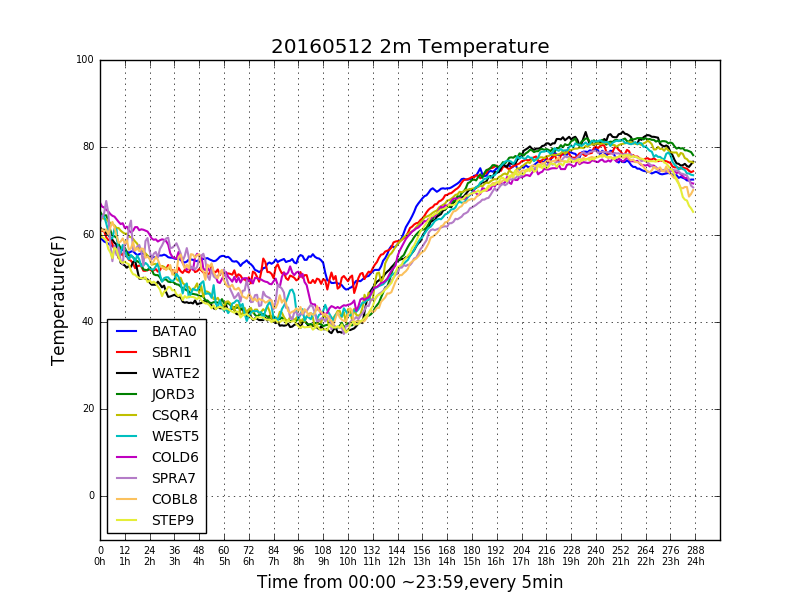 20160512 2m Temperature
100
80
60
40
20
0
Temperature(F)
BATA0
SBRI1
WATE2
JORD3
CSQR4
WEST5
COLD6
SPRA7
COBL8
STEP9
0 12 24 36 48 60 72 84 96 108 120 132 144 156 168 180 192 204 216 228 240 252 264 276 288
0h 1h 2h 3h 4h 5h 6h 7h 8h 9h 10h 11h 12h 13h 14h 15h 16h 17h 18h 19h 20h 21h 22h 23h 24h
Time from 00:00 ~23:59,every 5min